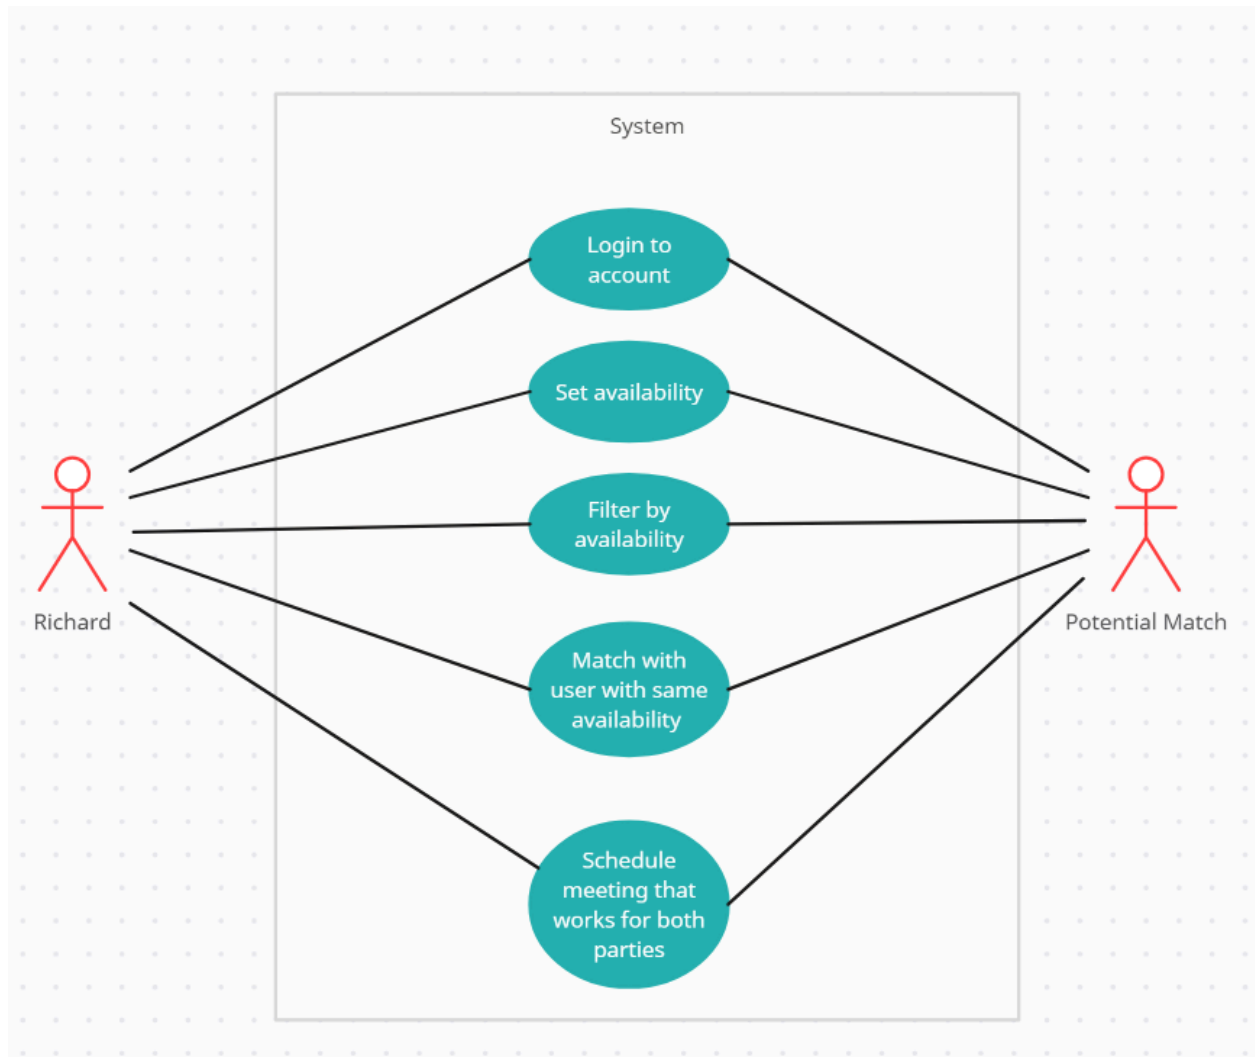 System
Login to
account
Set availability
Filter by
availability
Richard
Potential Match
Match with
user with same
availability
Schedule
meeting that
works for both
parties